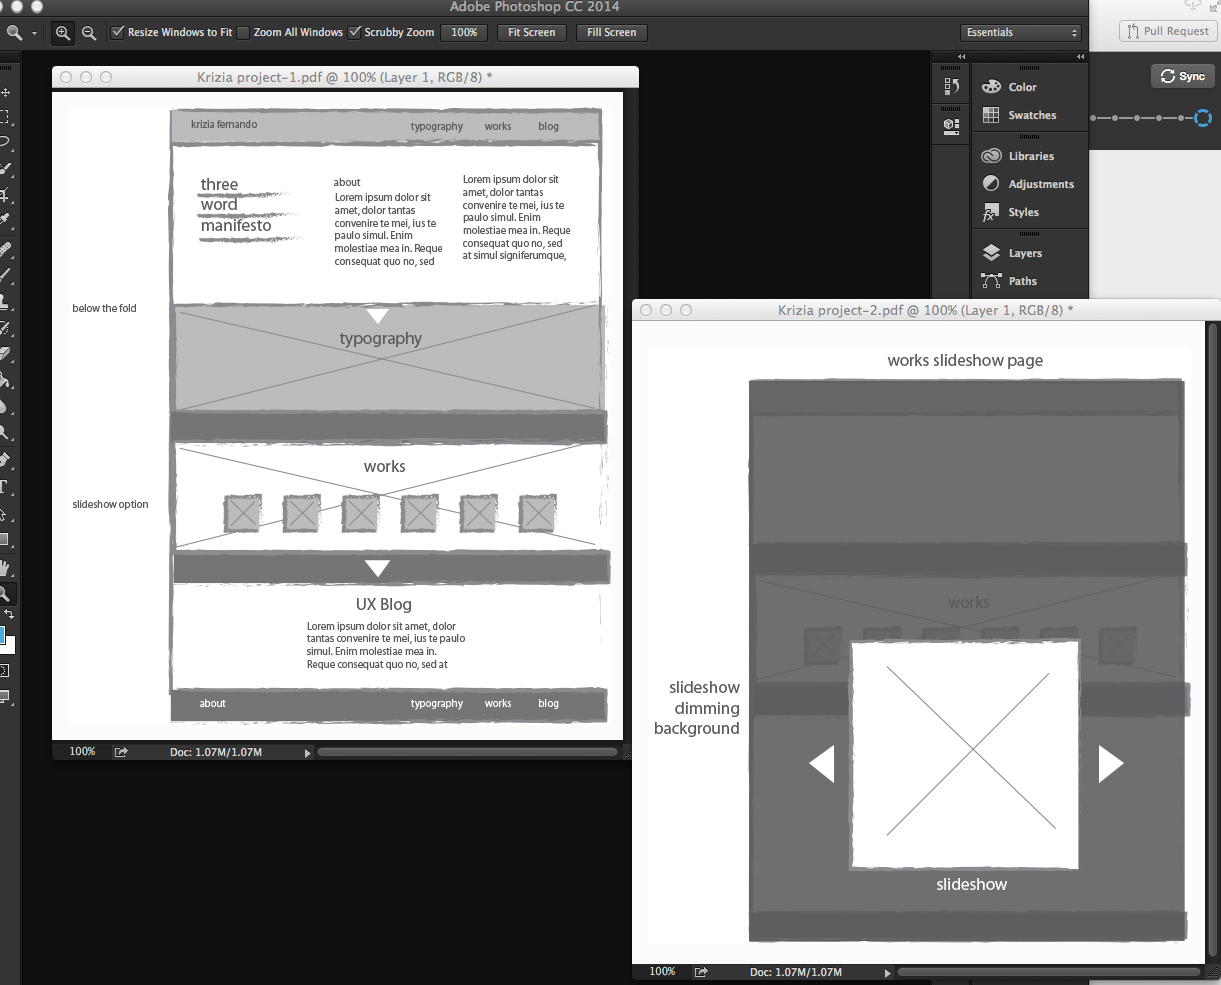 Adobe Photoshop CC 2014
Resize Windows to Fit Zoom All Windows Scrubby Zoom 100% Fit Screen Fill Screen Essentials
Pull Request
Sync
Color
Swatches
Libraries
Adjustments
Styles
Layers
Paths
Krizia project-1.pdf @ 100% (Layer 1, RGB/8) *
krizia fernando typography works blog
three
word
manifesto
about
Lorem ipsum dolor sit
amet, dolor tantas
convenire te mei, ius te
paulo simul. Enim
molestiae mea in. Reque
consequat quo no, sed
Lorem ipsum dolor sit
amet, dolor tantas
convenire te mei, ius te
paulo simul. Enim
molestiae mea in. Reque
consequat quo no, sed
at simul signiferumque,
below the fold
typography
works
slideshow option
UX Blog
Lorem ipsum dolor sit amet, dolor
tantas convenire te mei, ius te paulo
simul. Enim molestiae mea in.
Reque consequat quo no, sed at
about typography works blog
100% Doc: 1.07M/1.07M
Krizia project-2.pdf @ 100% (Layer 1, RGB/8) *
works slideshow page
works
slideshow
dimming
background
slideshow
100% Doc: 1.07M/1.07M